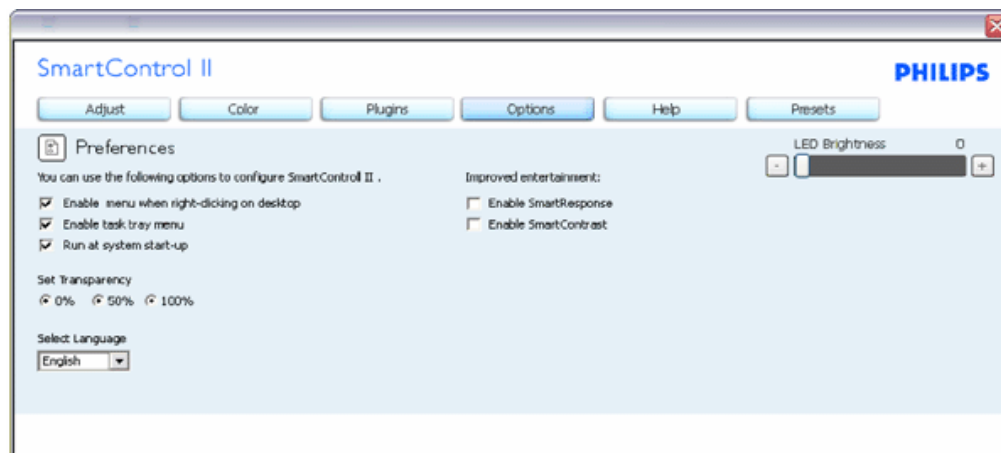 SmartControl II
PHILIPS
Adjust Color Plugins Options Help Presets
Preferences
LED Brightness 0
- +
You can use the following options to configure SmartControl II .
Improved entertainment:
Enable menu when right-clicking on desktop
Enable SmartResponse
Enable task tray menu
Enable SmartContrast
Run at system start-up
Set Transparency
0% 50% 100%
Select Language
English